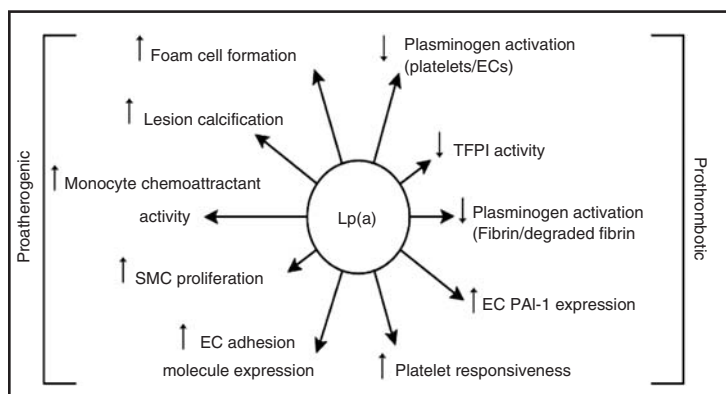 Proatherogenic
↑ Foam cell formation
↑ Lesion calcification
↑ Monocyte chemoattractant
activity
↑ SMC proliferation
↑ EC adhesion
molecule expression
Lp(a)
↓ Plasminogen activation
(platelets/ECs)
↓ TFPI activity
↓ Plasminogen activation
(Fibrin/degraded fibrin
↑ EC PAI-1 expression
↑ Platelet responsiveness
Prothrombotic